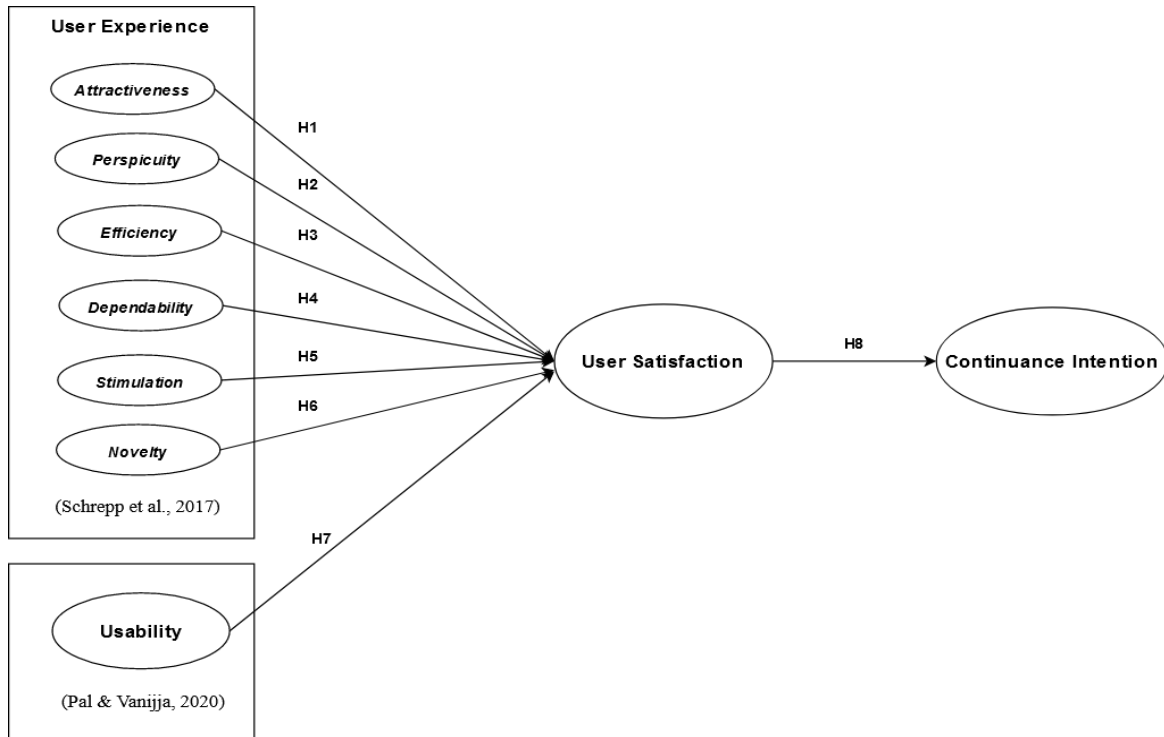 User Experience
Attractiveness
H1
Perspicuity
H2
Efficiency
H3
Dependability
H4
Stimulation
H5
Novelty
H6
(Schrepp et al., 2017)
User Satisfaction
H8
Continuance Intention
H7
Usability
(Pal & Vanijja, 2020)